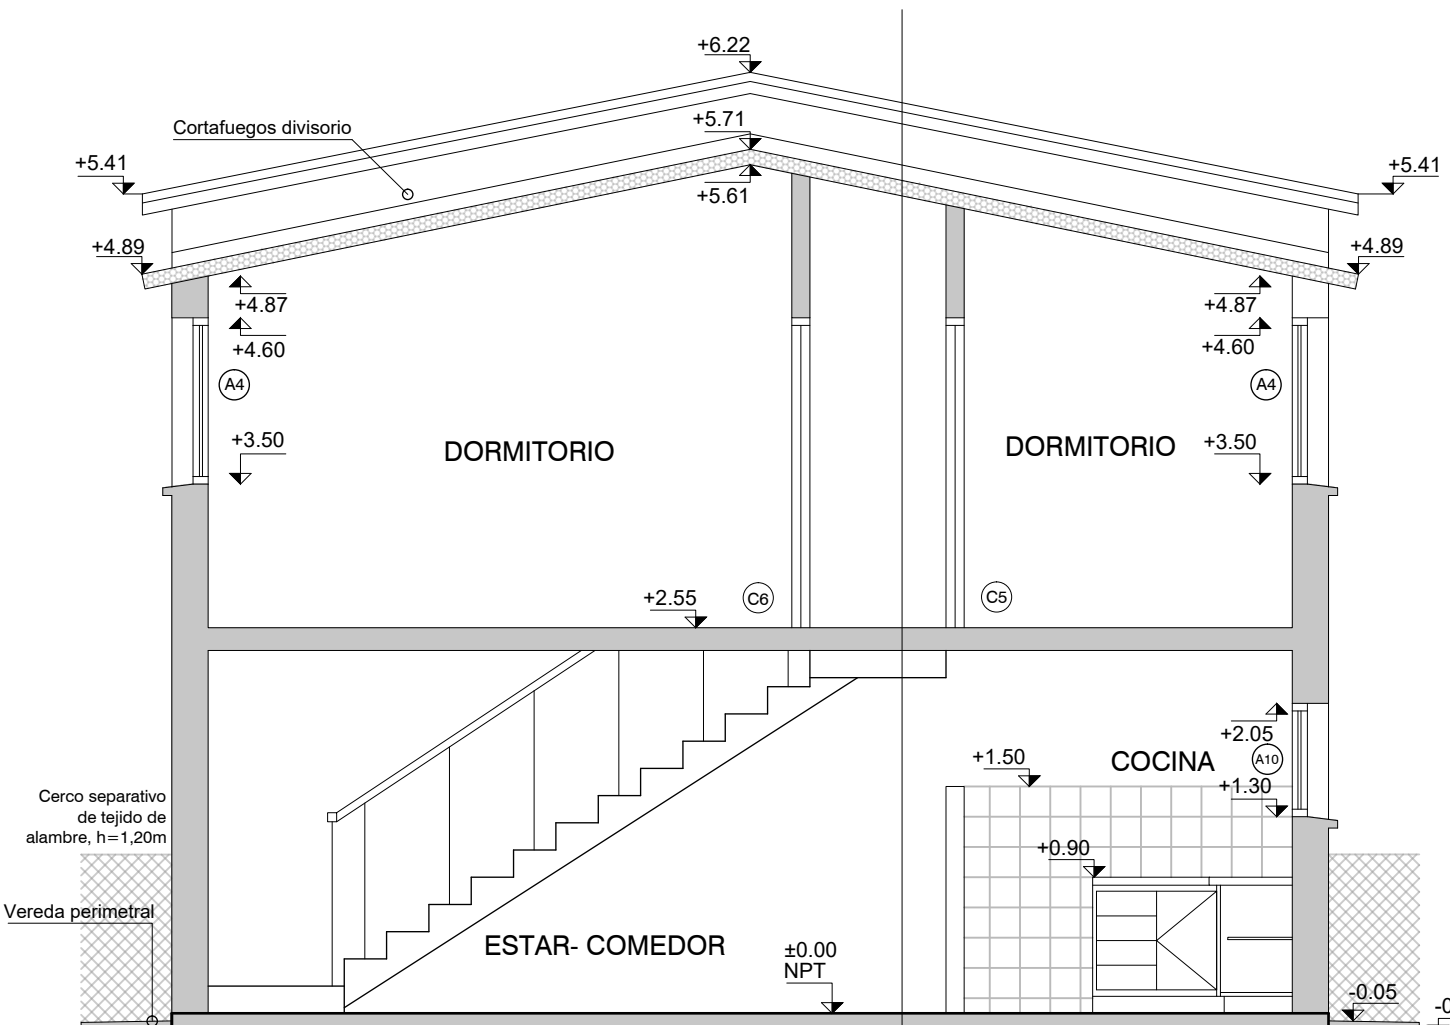 +6.22
+5.71
Cortafuegos divisorio
+5.41
+5.41
+5.61
+4.89
+4.89
+4.87
+4.87
+4.60
+4.60
A4
A4
+3.50
DORMITORIO
DORMITORIO
+3.50
+2.55
C6
C5
+2.05
+1.50
COCINA
A10
+1.30
Cerco separativo
de tejido de
alambre, h=1,20m
+0.90
Vereda perimetral
ESTAR- COMEDOR
±0.00
NPT
-0.05